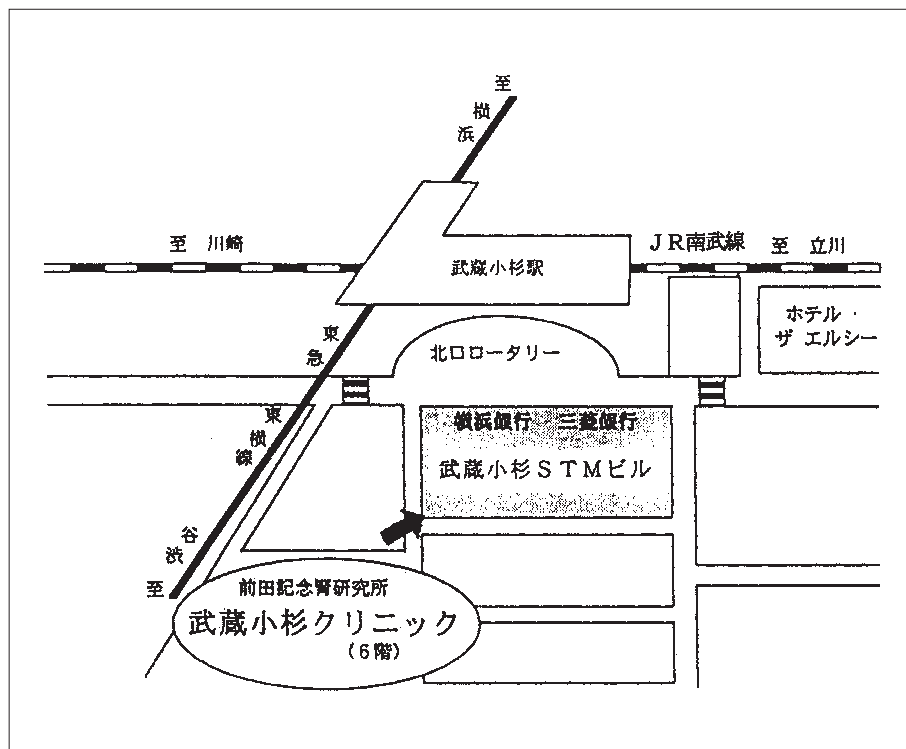 至
横浜
至 川崎
JR南武線
至 立川
武蔵小杉駅
ホテル・
ザ エルシー
東急
北口ロータリー
東横線
横浜銀行 三菱銀行
武蔵小杉STMビル
渋谷
至
前田記念腎研究所
武蔵小杉クリニック
(6階)